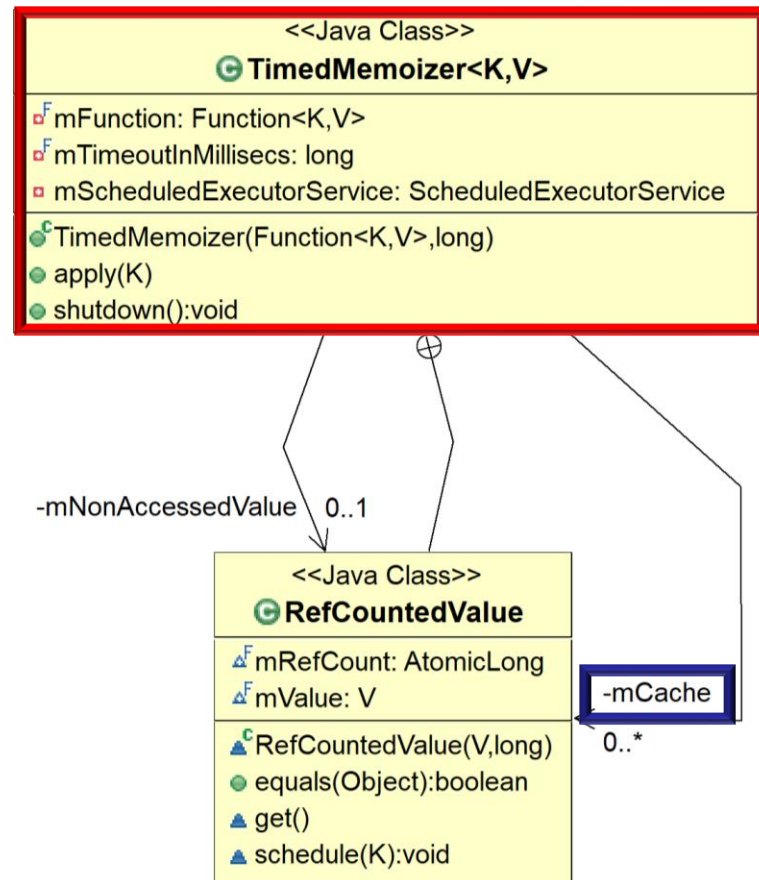 <<Java Class>>
C TimedMemoizer<K,V>
F mFunction: Function<K,V>
F mTimeoutInMillisecs: long
mScheduledExecutorService: ScheduledExecutorService
C TimedMemoizer(Function<K,V>,long)
apply(K)
shutdown():void
-mNonAccessedValue 0..1
<<Java Class>>
C RefCountedValue
F mRefCount: AtomicLong
F mValue: V
-mCache
0..*
C RefCountedValue(V,long)
equals(Object):boolean
get()
schedule(K):void